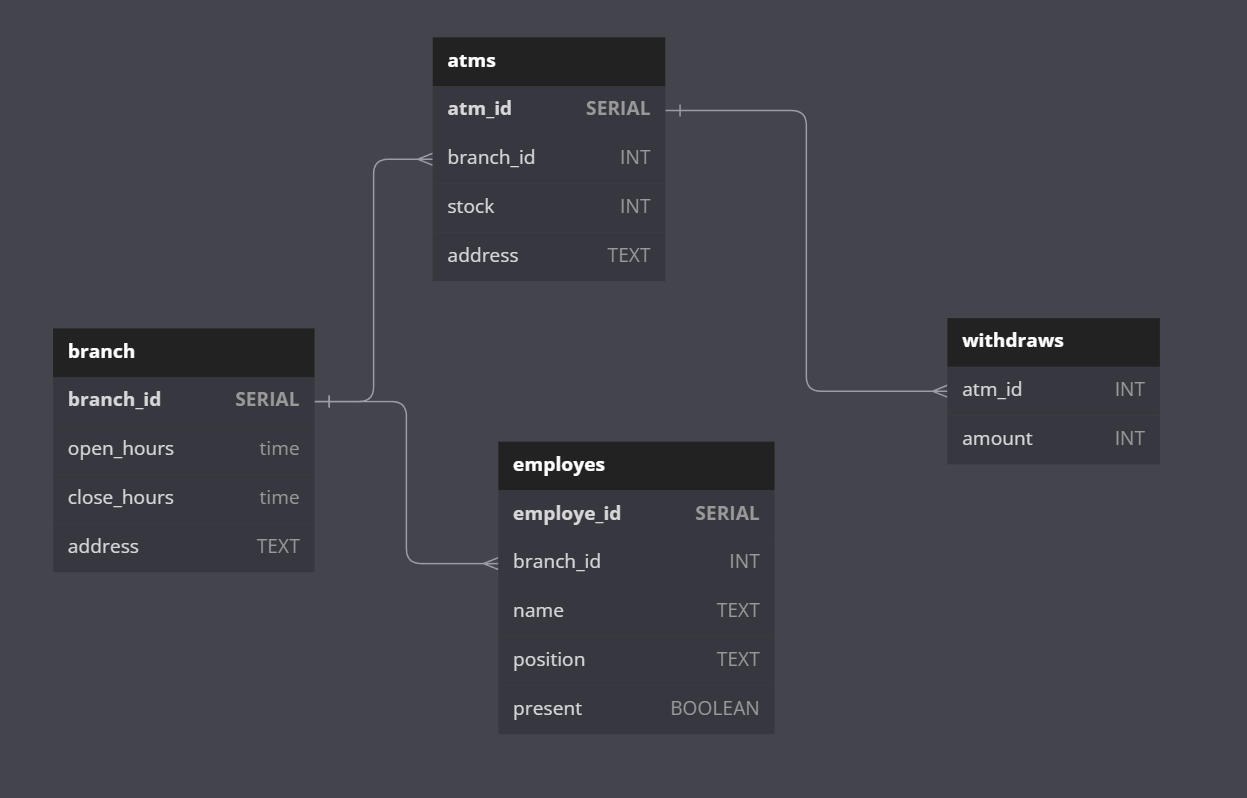 atms
atm_id SERIAL
branch_id INT
stock INT
address TEXT
branch
branch_id SERIAL
open_hours time
close_hours time
address TEXT
withdraws
atm_id INT
amount INT
employes
employe_id SERIAL
branch_id INT
name TEXT
position TEXT
present BOOLEAN